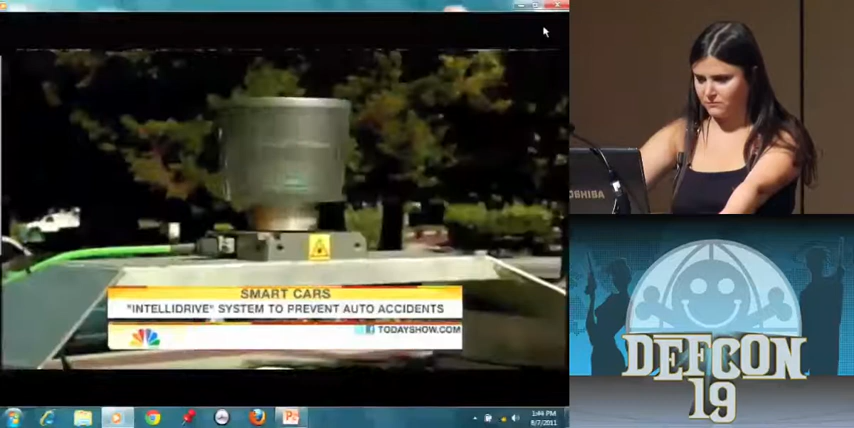 SMART CARS
"INTELLIDRIVE" SYSTEM TO PREVENT AUTO ACCIDENTS
TODAYSHOW.COM
1:44 PM
8/7/2011
TOSHIBA
DEFCON
19